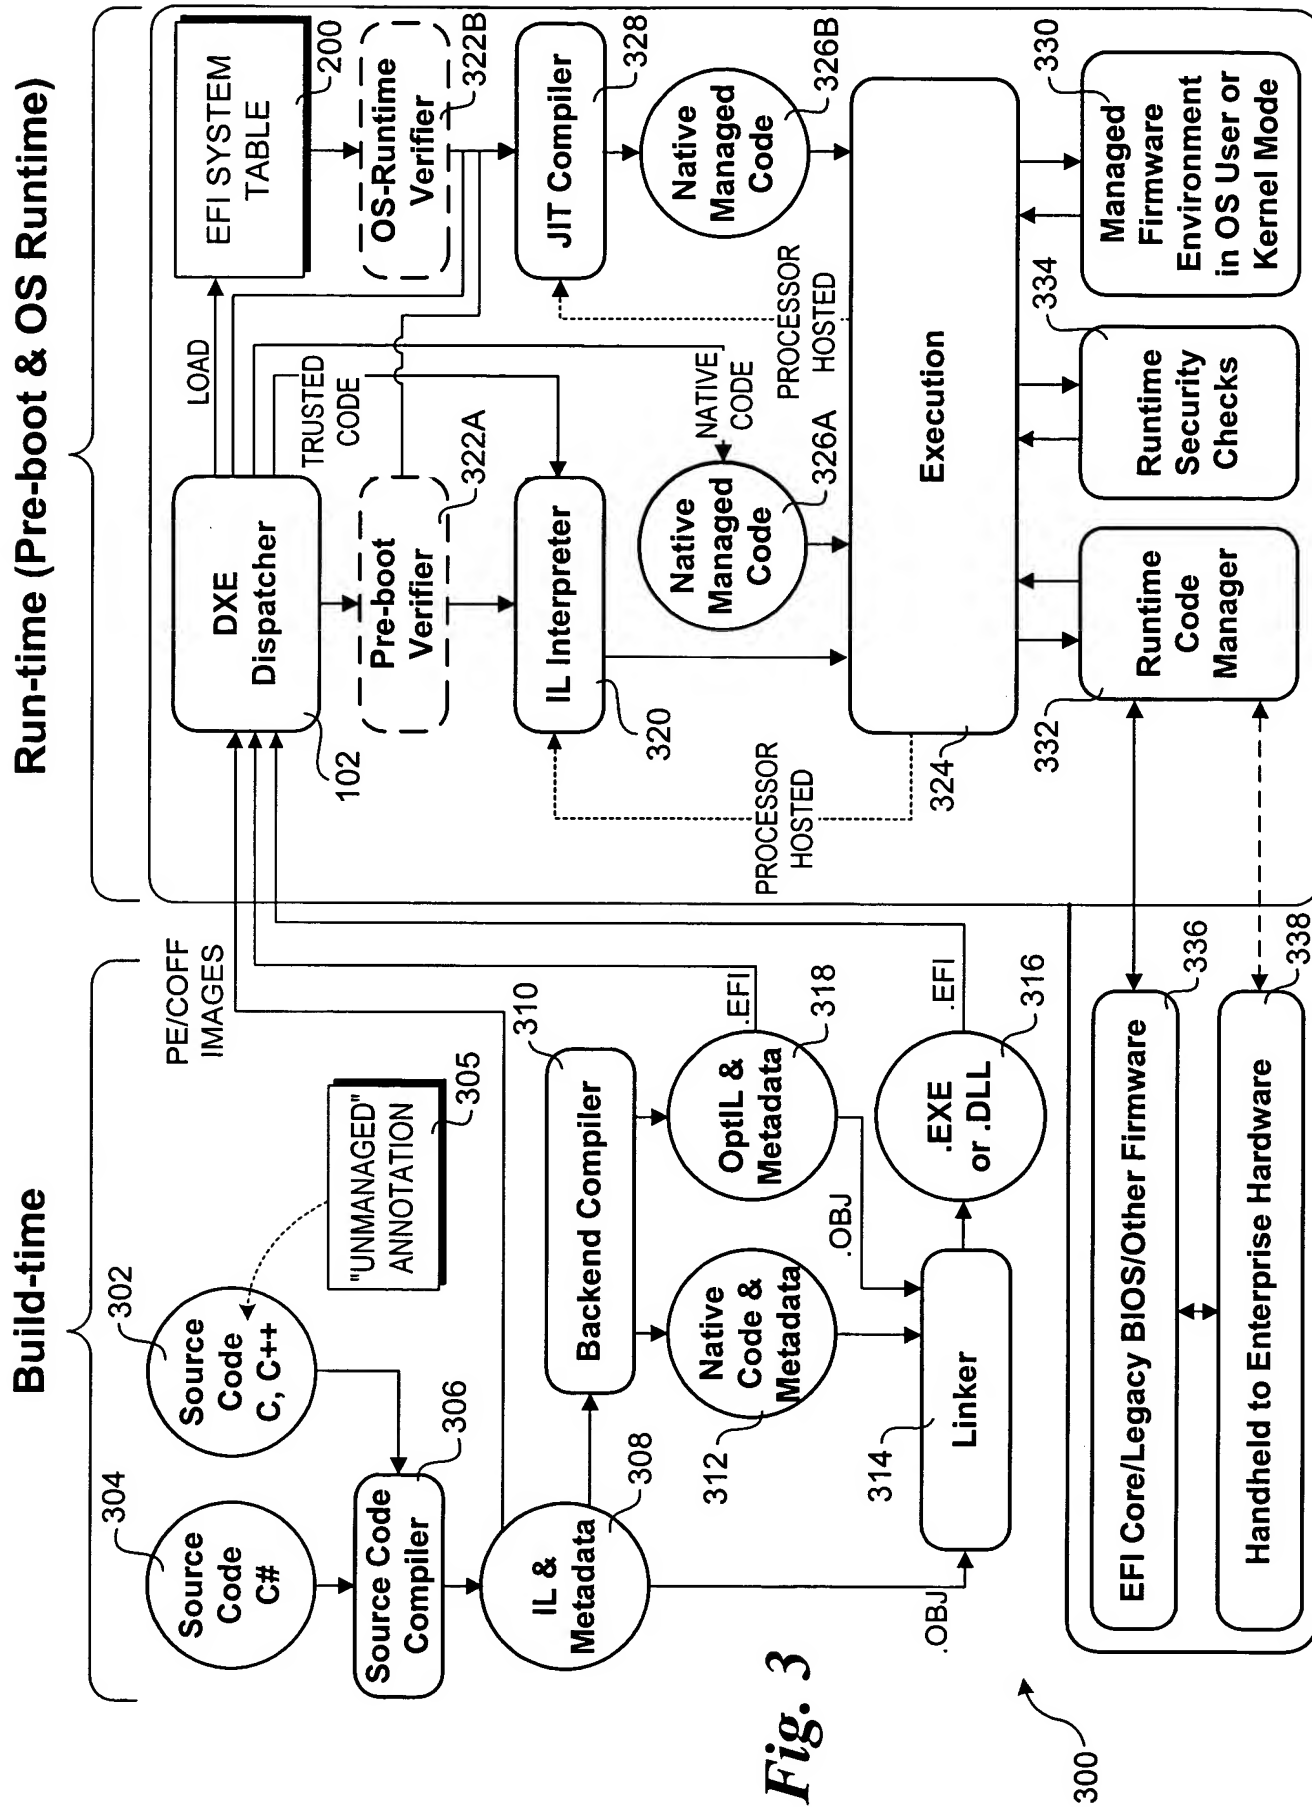 Build-time
Run-time (Pre-boot & OS Runtime)
304
Source
Code
C#
302
Source
Code
C, C++
"UNMANAGED"
ANNOTATION
305
PE/COFF
IMAGES
Source Code
Compiler
306
IL &
Metadata
308
310
Backend Compiler
Native
Code &
Metadata
312
OptIL &
Metadata
318
.EFI
.OBJ
.OBJ
314
Linker
.EXE
or .DLL
316
.EFI
DXE
Dispatcher
102
LOAD
EFI SYSTEM
TABLE
200
TRUSTED
CODE
Pre-boot
Verifier
322A
OS-Runtime
Verifier
322B
IL Interpreter
320
JIT Compiler
328
NATIVE
CODE
Native
Managed
Code
326A
Native
Managed
Code
326B
PROCESSOR
HOSTED
PROCESSOR
HOSTED
Execution
324
332
Runtime
Code
Manager
334
Runtime
Security
Checks
330
Managed
Firmware
Environment
in OS User or
Kernel Mode
EFI Core/Legacy BIOS/Other Firmware
336
Handheld to Enterprise Hardware
338
300
Fig. 3